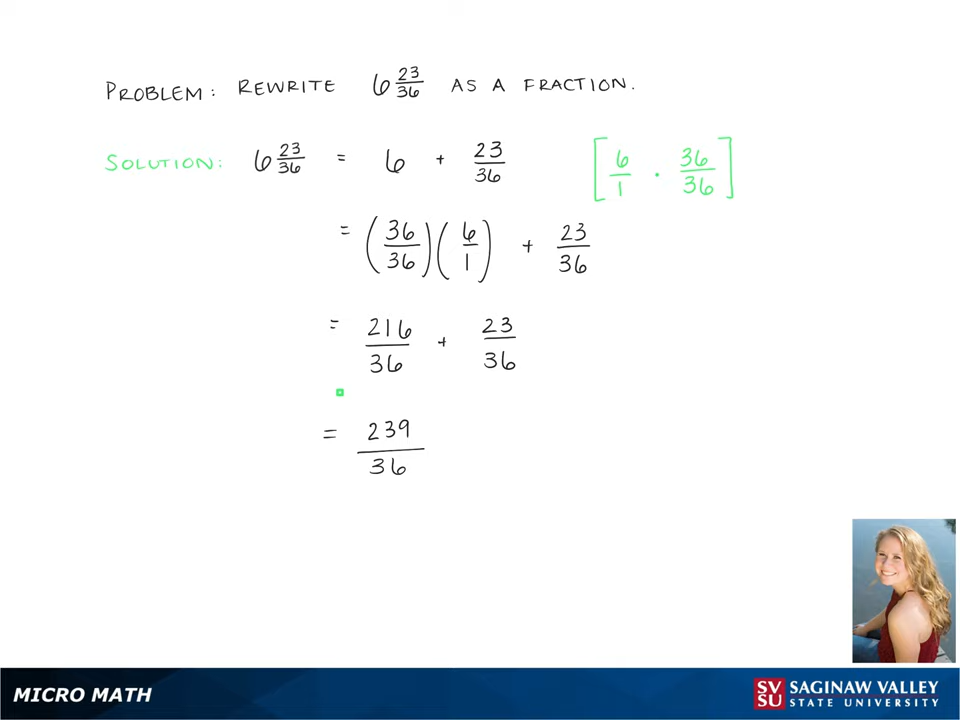 PROBLEM: REWRITE 6 23/36 AS A FRACTION.
SOLUTION: 6 23/36 = 6 + 23/36 [6/1 · 36/36]
= (36/36)(6/1) + 23/36
= 216/36 + 23/36
= 239/36
MICRO MATH
SVSU SAGINAW VALLEY
STATE UNIVERSITY